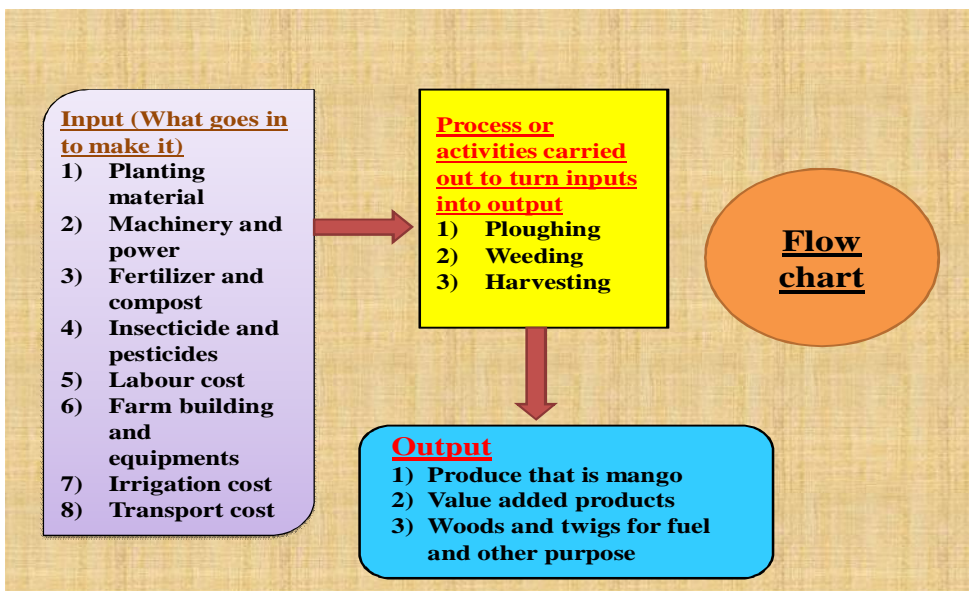 Input (What goes in
to make it)
1) Planting
material
2) Machinery and
power
3) Fertilizer and
compost
4) Insecticide and
pesticides
5) Labour cost
6) Farm building
and
equipments
7) Irrigation cost
8) Transport cost
Process or
activities carried
out to turn inputs
into output
1) Ploughing
2) Weeding
3) Harvesting
Flow
chart
Output
1) Produce that is mango
2) Value added products
3) Woods and twigs for fuel
and other purpose